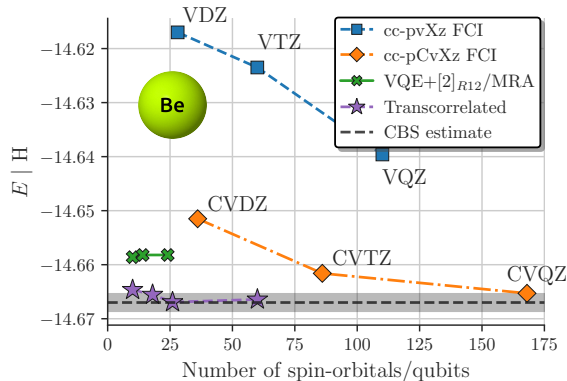 VDZ
cc-pvXz FCI
cc-pCvXz FCI
VQE+[2]R12/MRA
Transcorrelated
CBS estimate
VTZ
Be
VQZ
CVDZ
CVTZ
CVQZ
−14.62
−14.63
−14.64
−14.65
−14.66
−14.67
E | H
0 25 50 75 100 125 150 175
Number of spin-orbitals/qubits